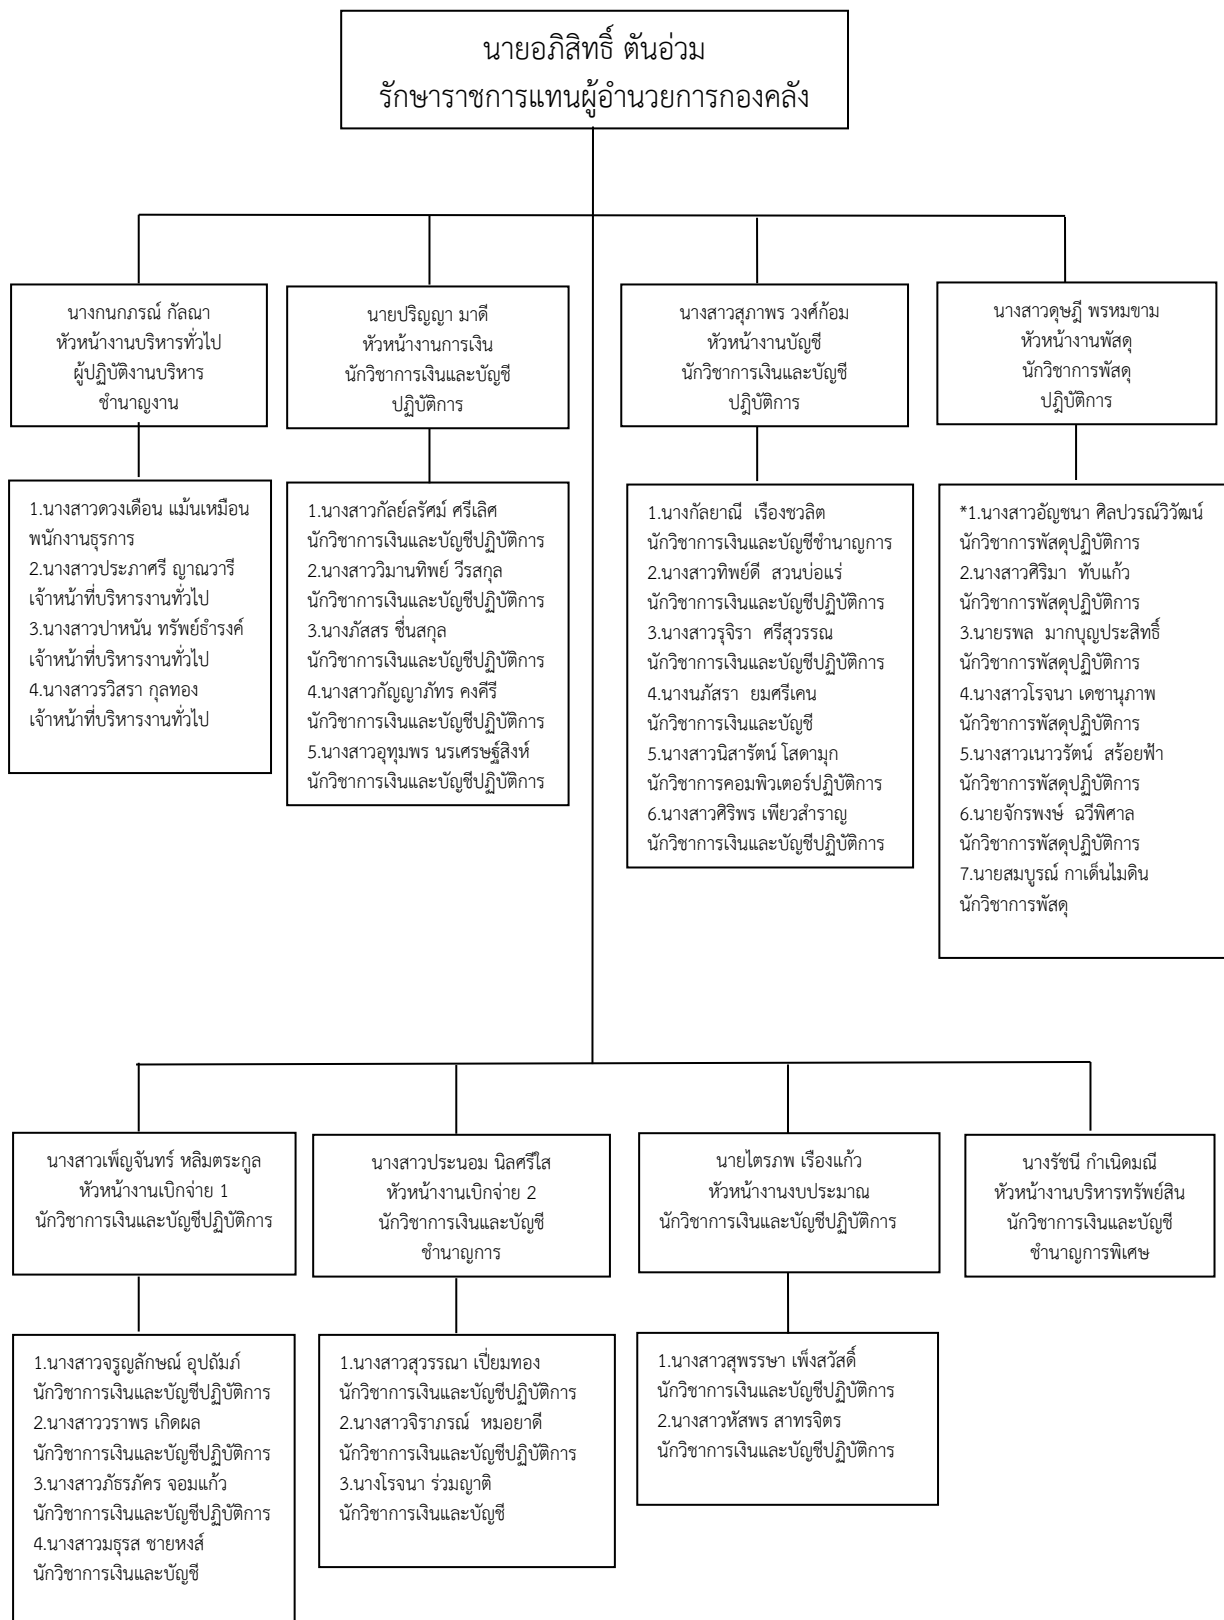 นายอภิสิทธิ์ ตันอ่วม
รักษาราชการแทนผู้อำนวยการกองคลัง
นางกนกภรณ์ กัลณา
หัวหน้างานบริหารทั่วไป
ผู้ปฏิบัติงานบริหาร
ชำนาญงาน
นายปริญญา มาดี
หัวหน้างานการเงิน
นักวิชาการเงินและบัญชี
ปฏิบัติการ
นางสาวสุภาพร วงศ์ก้อม
หัวหน้างานบัญชี
นักวิชาการเงินและบัญชี
ปฏิบัติการ
นางสาวดุษฎี พรหมขาม
หัวหน้างานพัสดุ
นักวิชาการพัสดุ
ปฏิบัติการ
1.นางสาวดวงเดือน แม้นเหมือน
พนักงานธุรการ
2.นางสาวประภาศรี ญาณวารี
เจ้าหน้าที่บริหารงานทั่วไป
3.นางสาวปาหนัน ทรัพย์ธำรงค์
เจ้าหน้าที่บริหารงานทั่วไป
4.นางสาวรวิสรา กุลทอง
เจ้าหน้าที่บริหารงานทั่วไป
1.นางสาวกัลย์ลรัศม์ ศรีเลิศ
นักวิชาการเงินและบัญชีปฏิบัติการ
2.นางสาววิมานทิพย์ วีรสกุล
นักวิชาการเงินและบัญชีปฏิบัติการ
3.นางภัสสร ชื่นสกุล
นักวิชาการเงินและบัญชีปฏิบัติการ
4.นางสาวกัญญาภัทร คงคีรี
นักวิชาการเงินและบัญชีปฏิบัติการ
5.นางสาวอุทุมพร นรเศรษฐ์สิงห์
นักวิชาการเงินและบัญชีปฏิบัติการ
1.นางกัลยาณี เรืองชวลิต
นักวิชาการเงินและบัญชีชำนาญการ
2.นางสาวทิพย์ดี สวนบ่อแร่
นักวิชาการเงินและบัญชีปฏิบัติการ
3.นางสาวรุจิรา ศรีสุวรรณ
นักวิชาการเงินและบัญชีปฏิบัติการ
4.นางนภัสรา ยมศรีเคน
นักวิชาการเงินและบัญชี
5.นางสาวนิสารัตน์ โสดามุก
นักวิชาการคอมพิวเตอร์ปฏิบัติการ
6.นางสาวศิริพร เพียวสำราญ
นักวิชาการเงินและบัญชีปฏิบัติการ
*1.นางสาวอัญชนา ศิลปวรณ์วิวัฒน์
นักวิชาการพัสดุปฏิบัติการ
2.นางสาวศิริมา ทับแก้ว
นักวิชาการพัสดุปฏิบัติการ
3.นายรพล มากบุญประสิทธิ์
นักวิชาการพัสดุปฏิบัติการ
4.นางสาวโรจนา เดชานุภาพ
นักวิชาการพัสดุปฏิบัติการ
5.นางสาวเนาวรัตน์ สร้อยฟ้า
นักวิชาการพัสดุปฏิบัติการ
6.นายจักรพงษ์ ฉวีพิศาล
นักวิชาการพัสดุปฏิบัติการ
7.นายสมบูรณ์ กาเด็นไมดิน
นักวิชาการพัสดุ
นางสาวเพ็ญจันทร์ หลิมตระกูล
หัวหน้างานเบิกจ่าย 1
นักวิชาการเงินและบัญชีปฏิบัติการ
นางสาวประนอม นิลศรีใส
หัวหน้างานเบิกจ่าย 2
นักวิชาการเงินและบัญชี
ชำนาญการ
นายไตรภพ เรืองแก้ว
หัวหน้างานงบประมาณ
นักวิชาการเงินและบัญชีปฏิบัติการ
นางรัชนี กำเนิดมณี
หัวหน้างานบริหารทรัพย์สิน
นักวิชาการเงินและบัญชี
ชำนาญการพิเศษ
1.นางสาวจรูญลักษณ์ อุปถัมภ์
นักวิชาการเงินและบัญชีปฏิบัติการ
2.นางสาววราพร เกิดผล
นักวิชาการเงินและบัญชีปฏิบัติการ
3.นางสาวภัธรภัคร จอมแก้ว
นักวิชาการเงินและบัญชีปฏิบัติการ
4.นางสาวมธุรส ชายหงส์
นักวิชาการเงินและบัญชี
1.นางสาวสุวรรณา เปี่ยมทอง
นักวิชาการเงินและบัญชีปฏิบัติการ
2.นางสาวจิราภรณ์ หมอยาดี
นักวิชาการเงินและบัญชีปฏิบัติการ
3.นางโรจนา ร่วมญาติ
นักวิชาการเงินและบัญชี
1.นางสาวสุพรรษา เพ็งสวัสดิ์
นักวิชาการเงินและบัญชีปฏิบัติการ
2.นางสาวหัสพร สาทรจิตร
นักวิชาการเงินและบัญชีปฏิบัติการ